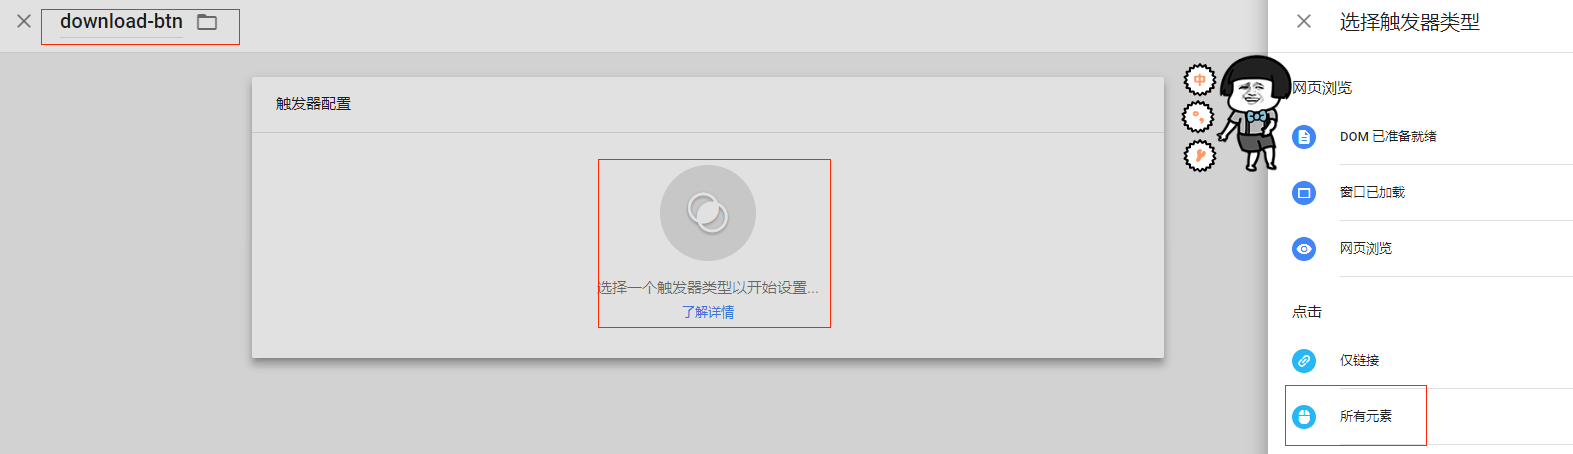 download-btn
触发器配置
选择一个触发器类型以开始设置...
了解详情
中
°,
选择触发器类型
网页浏览
DOM 已准备就绪
窗口已加载
网页浏览
点击
仅链接
所有元素